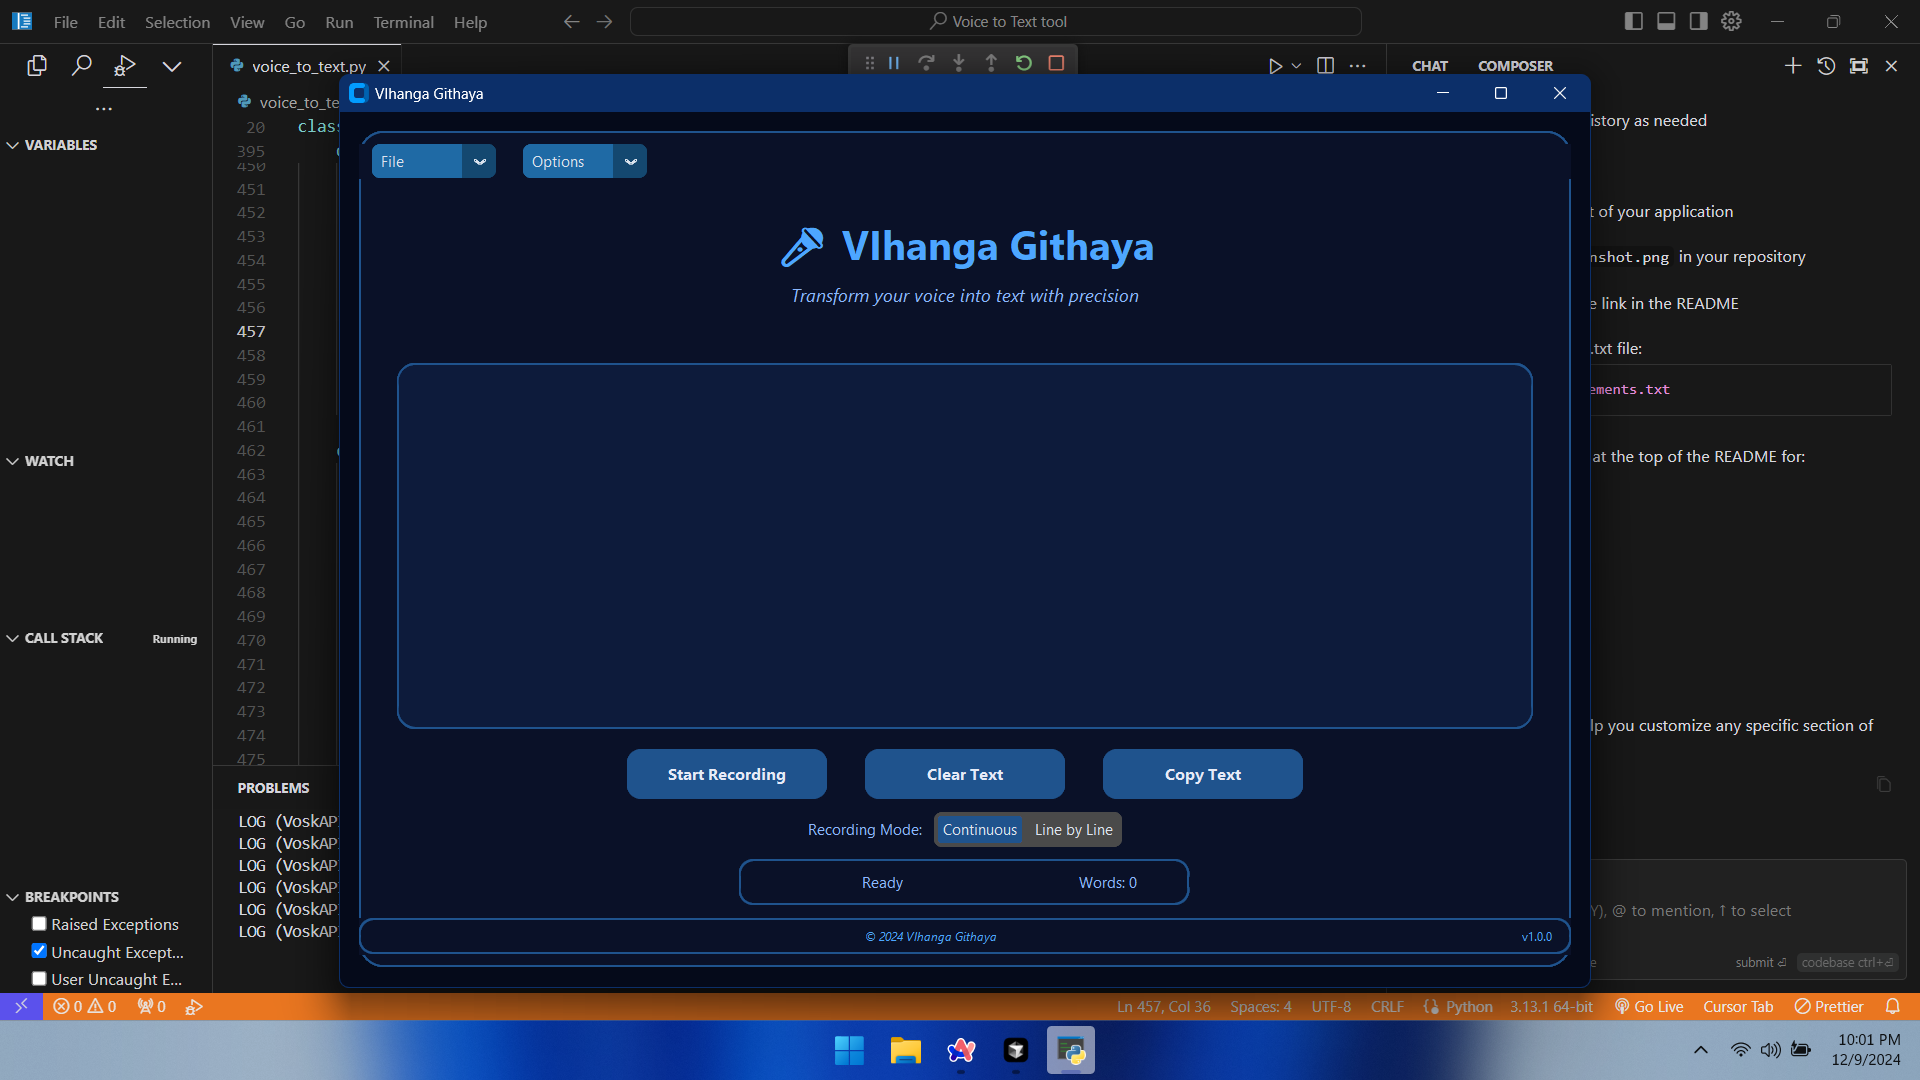 File Edit Selection View Go Run Terminal Help
Voice to Text tool
voice_to_text.py
CHAT COMPOSER
VARIABLES
WATCH
CALL STACK Running
BREAKPOINTS
Raised Exceptions
Uncaught Except...
User Uncaught E...
voice_to_te
20 clas
395
450
451
452
453
454
455
456
457
458
459
460
461
462
463
464
465
466
467
468
469
470
471
472
473
474
475
PROBLEMS
LOG (VoskAP
LOG (VoskAP
LOG (VoskAP
LOG (VoskAP
LOG (VoskAP
LOG (VoskAP
VIhanga Githaya
File Options
VIhanga Githaya
Transform your voice into text with precision
Start Recording Clear Text Copy Text
Recording Mode: Continuous Line by Line
Ready Words: 0
© 2024 VIhanga Githaya v1.0.0
istory as needed
t of your application
nshot.png in your repository
e link in the README
.txt file:
ements.txt
at the top of the README for:
lp you customize any specific section of
Y), @ to mention, ↑ to select
e submit ⏎ codebase ctrl+⏎
0 0 0 Ln 457, Col 36 Spaces: 4 UTF-8 CRLF {} Python 3.13.1 64-bit Go Live Cursor Tab Prettier
10:01 PM
12/9/2024